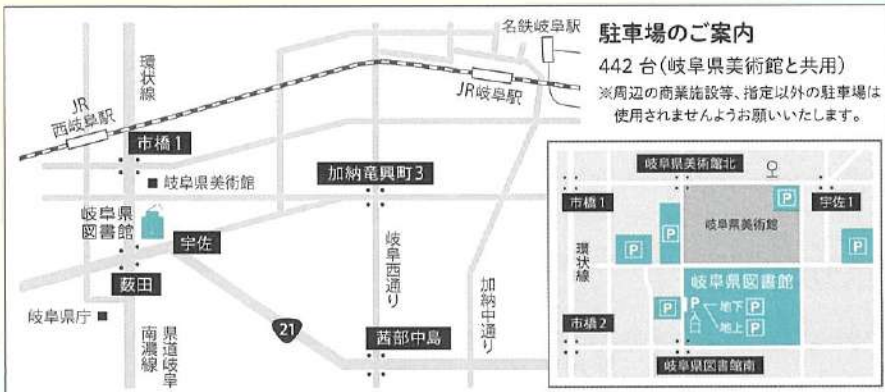 駐車場のご案内
442台(岐阜県美術館と共用)
※周辺の商業施設等、指定以外の駐車場は
使用されませんようお願いいたします。
名鉄岐阜駅
環状線
JR
西岐阜駅
JR岐阜駅
市橋1
岐阜県美術館
加納竜興町3
岐阜県
図書館
宇佐
薮田
岐阜西通り
加納中通り
岐阜県庁
県道岐阜
南濃線
21
茜部中島
岐阜県美術館北
P
市橋1
宇佐1
岐阜県美術館
P
P
P
環状線
岐阜県図書館
P
P
入口
地下P
地上P
市橋2
岐阜県図書館南